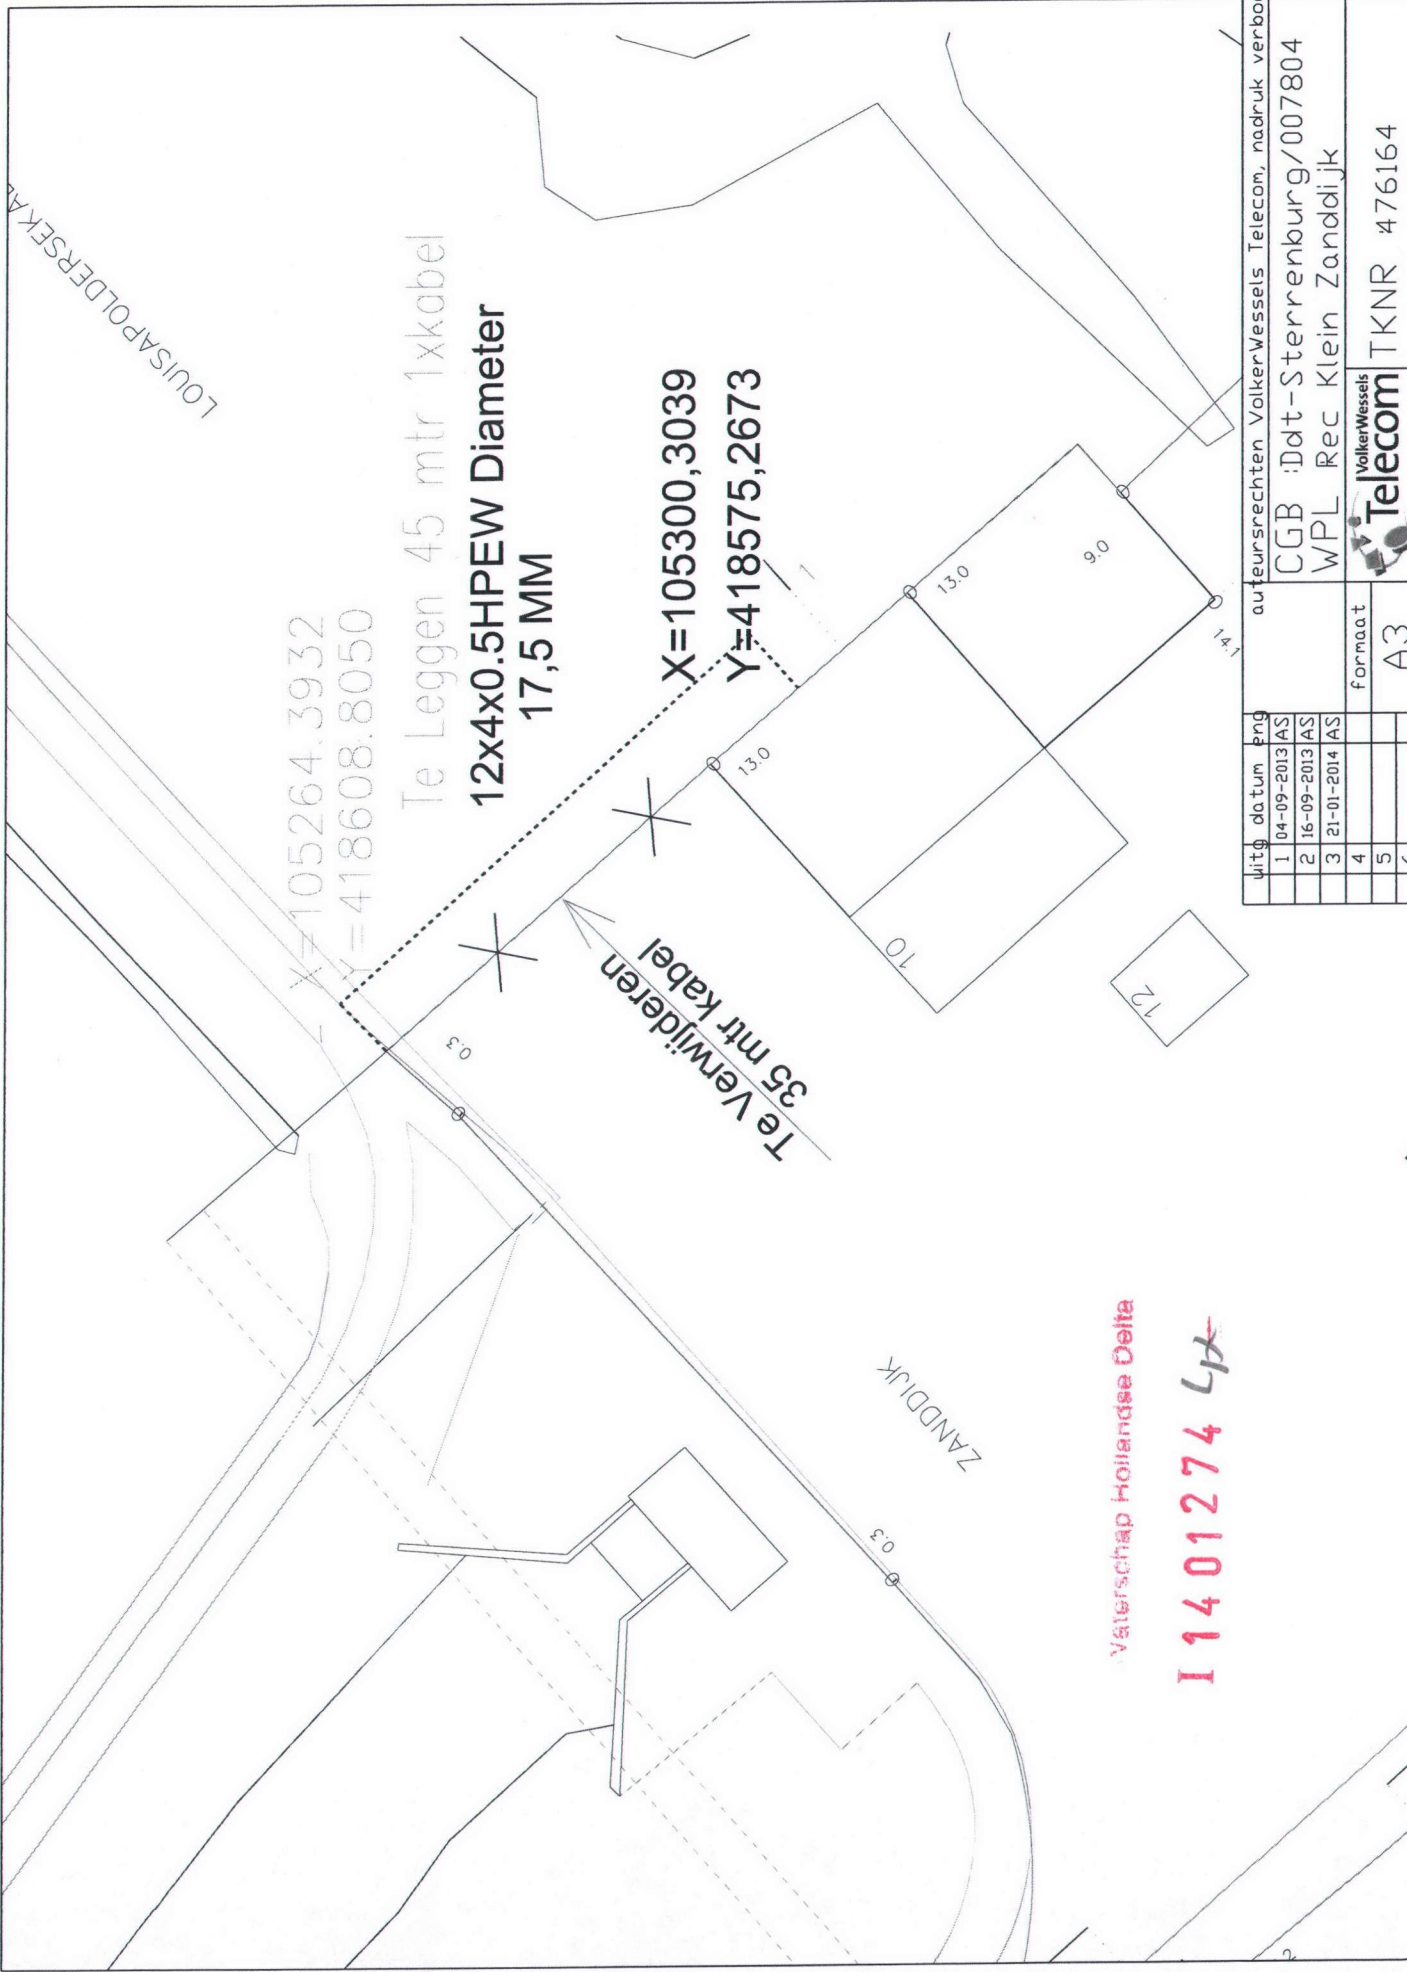 LOUISAPOLDERSEKA
X=105264.3932
Y=418608.8050
Te Leggen 45 mtr 1xkabel
12x4x0.5HPEW Diameter
17,5 MM
X=105300,3039
Y=418575,2673
1
13.0
13.0
9.0
14.1
0.3
Te Verwijderen
35 mtr kabel
10
12
0.3
ZANDDIJK
Waterschap Hollandse Delta
I 1401274
uitg datum eng
1 04-09-2013 AS
2 16-09-2013 AS
3 21-01-2014 AS
4
5
formaat
A3
auteursrechten VolkerWessels Telecom, nadruk verbo
CGB :Ddt-Sterrenburg/007804
WPL Rec Klein Zanddijk
VolkerWessels
Telecom
TKNR 476164
2